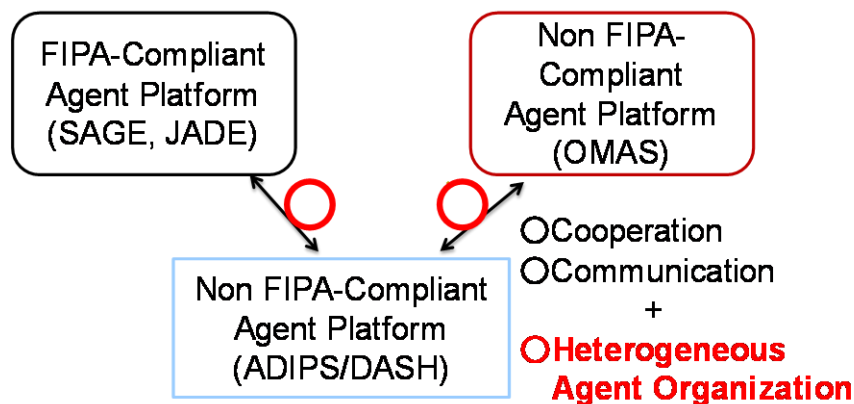 FIPA-Compliant
Agent Platform
(SAGE, JADE)
Non FIPA-
Compliant
Agent Platform
(OMAS)
Non FIPA-Compliant
Agent Platform
(ADIPS/DASH)
○Cooperation
○Communication
+
○Heterogeneous
Agent Organization